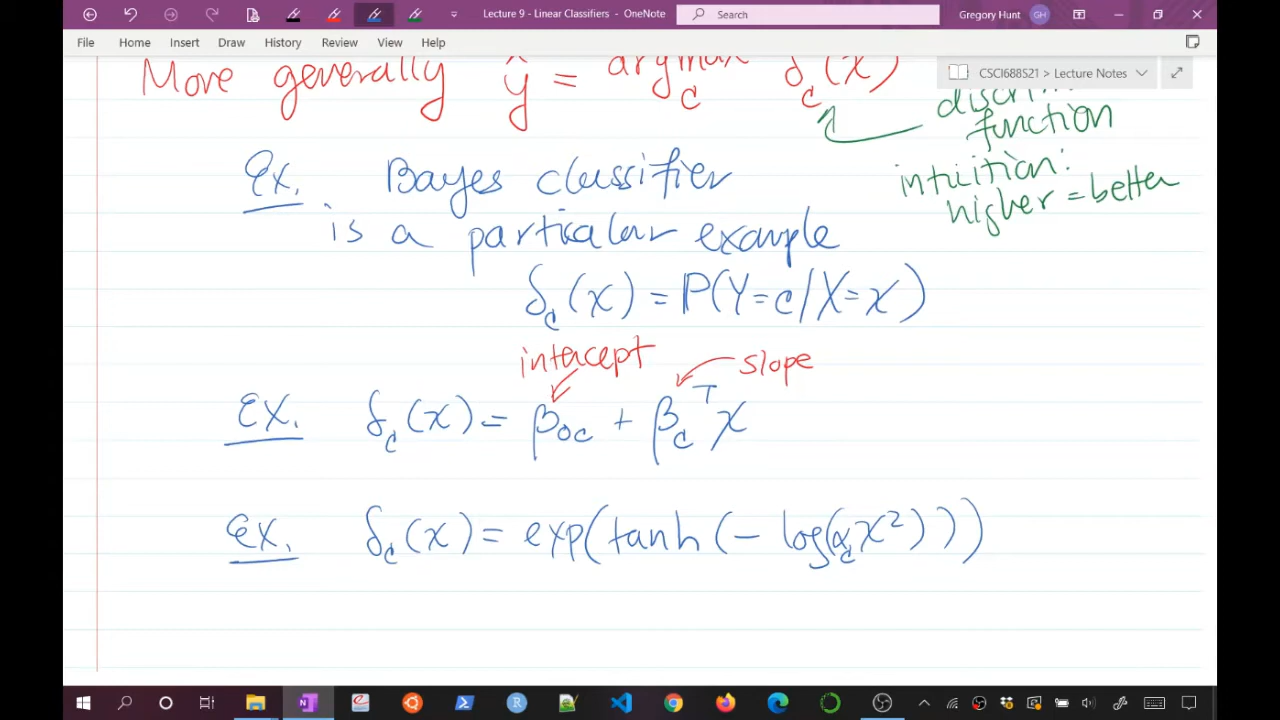 Lecture 9 - Linear Classifiers - OneNote
Search
Gregory Hunt
GH
File Home Insert Draw History Review View Help
CSCI688S21 > Lecture Notes
More generally ŷ = argmax_c δ_c(x)
function
intuition:
higher = better
Ex. Bayes classifier
is a particular example
δ_c(x) = P(Y=c/X=x)
intercept
slope
EX. δ_c(x) = β_0c + β_c^T x
EX. δ_c(x) = exp(tanh(- log(α_c x²)))